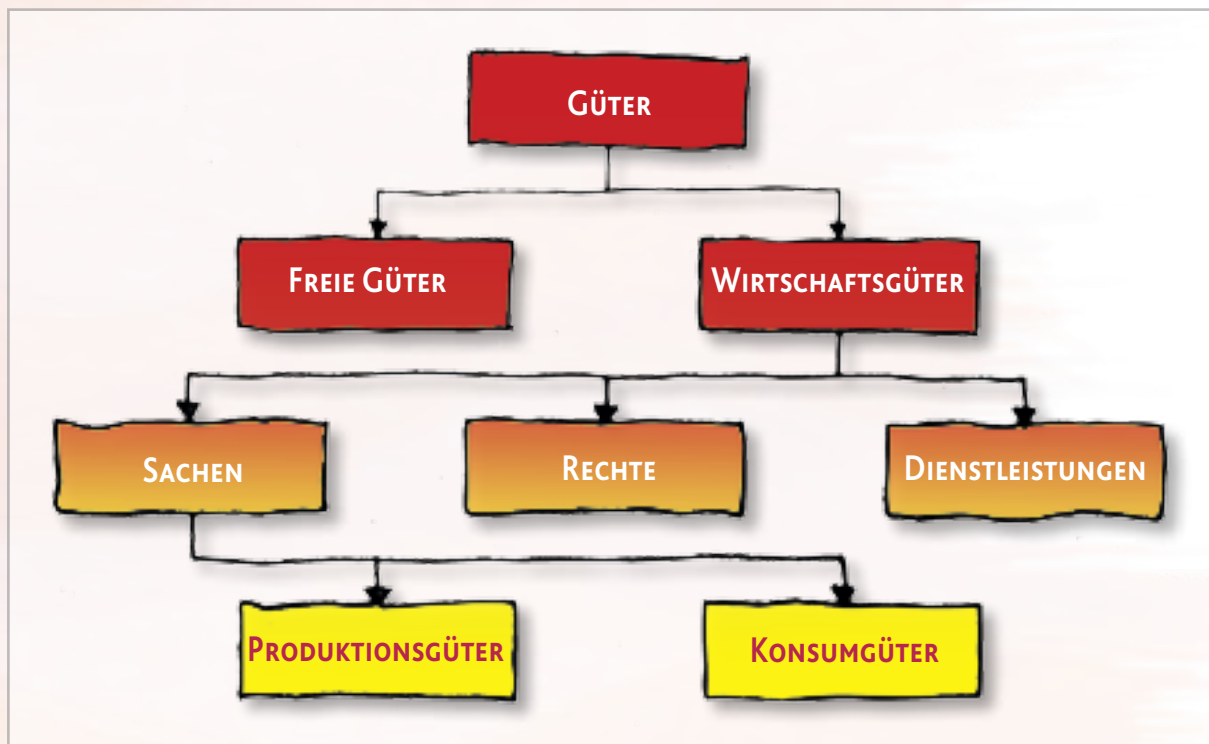 GÜTER
FREIE GÜTER
WIRTSCHAFTSGÜTER
SACHEN
RECHTE
DIENSTLEISTUNGEN
PRODUKTIONSGÜTER
KONSUMGÜTER